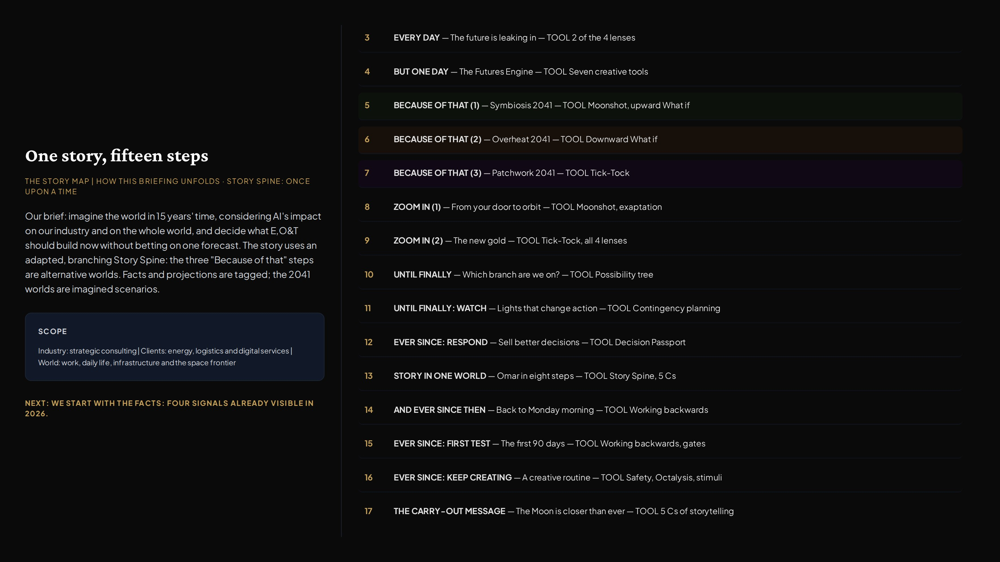 One story, fifteen steps
THE STORY MAP | HOW THIS BRIEFING UNFOLDS · STORY SPINE: ONCE
UPON A TIME
Our brief: imagine the world in 15 years' time, considering AI's impact
on our industry and on the whole world, and decide what E,O&T
should build now without betting on one forecast. The story uses an
adapted, branching Story Spine: the three "Because of that" steps
are alternative worlds. Facts and projections are tagged; the 2041
worlds are imagined scenarios.
SCOPE
Industry: strategic consulting | Clients: energy, logistics and digital services |
World: work, daily life, infrastructure and the space frontier
NEXT: WE START WITH THE FACTS: FOUR SIGNALS ALREADY VISIBLE IN
2026.
3 EVERY DAY — The future is leaking in — TOOL 2 of the 4 lenses
4 BUT ONE DAY — The Futures Engine — TOOL Seven creative tools
5 BECAUSE OF THAT (1) — Symbiosis 2041 — TOOL Moonshot, upward What if
6 BECAUSE OF THAT (2) — Overheat 2041 — TOOL Downward What if
7 BECAUSE OF THAT (3) — Patchwork 2041 — TOOL Tick-Tock
8 ZOOM IN (1) — From your door to orbit — TOOL Moonshot, exaptation
9 ZOOM IN (2) — The new gold — TOOL Tick-Tock, all 4 lenses
10 UNTIL FINALLY — Which branch are we on? — TOOL Possibility tree
11 UNTIL FINALLY: WATCH — Lights that change action — TOOL Contingency planning
12 EVER SINCE: RESPOND — Sell better decisions — TOOL Decision Passport
13 STORY IN ONE WORLD — Omar in eight steps — TOOL Story Spine, 5 Cs
14 AND EVER SINCE THEN — Back to Monday morning — TOOL Working backwards
15 EVER SINCE: FIRST TEST — The first 90 days — TOOL Working backwards, gates
16 EVER SINCE: KEEP CREATING — A creative routine — TOOL Safety, Octalysis, stimuli
17 THE CARRY-OUT MESSAGE — The Moon is closer than ever — TOOL 5 Cs of storytelling